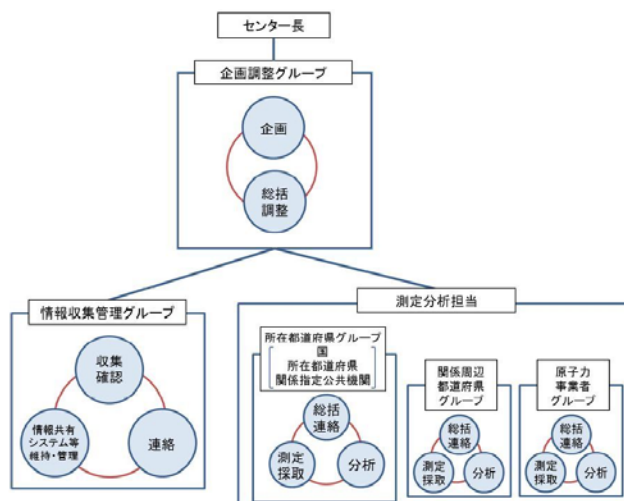 センター長
企画調整グループ
企画
総括
調整
情報収集管理グループ
収集
確認
情報共有
システム等
維持・管理
連絡
測定分析担当
所在都道府県グループ
国
所在都道府県
関係指定公共機関
総括
連絡
測定
採取
分析
関係周辺
都道府県
グループ
総括
連絡
測定
採取
分析
原子力
事業者
グループ
総括
連絡
測定
採取
分析